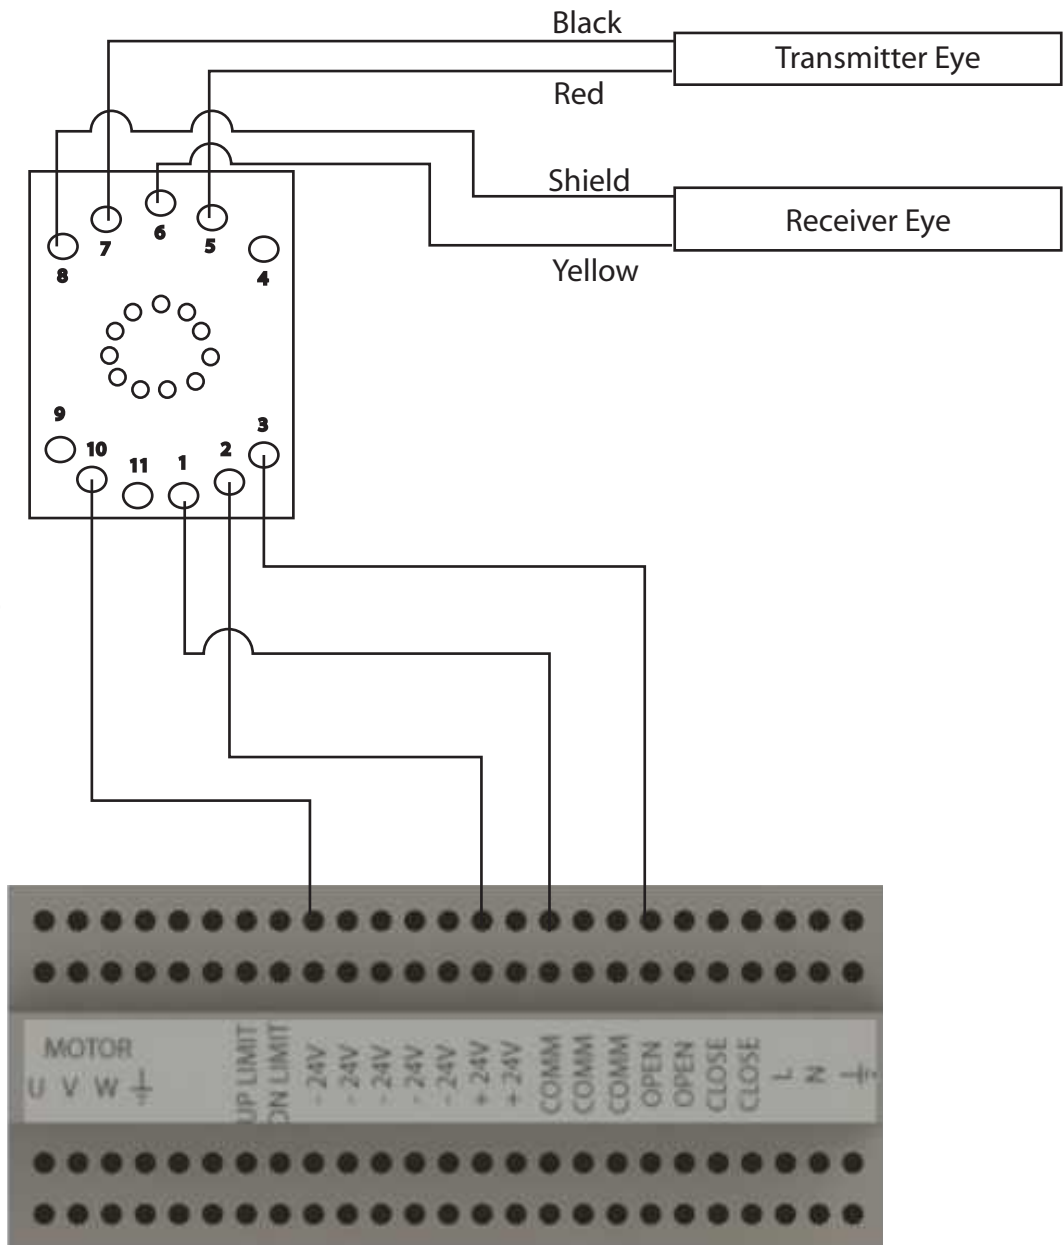 Black
Transmitter Eye
Red
Shield
Receiver Eye
Yellow
8 7 6 5 4
9 10 11 1 2 3
MOTOR
U V W ⏚
UP LIMIT
ON LIMIT
- 24V
- 24V
- 24V
- 24V
- 24V
+ 24V
+ 24V
COMM
COMM
COMM
OPEN
OPEN
CLOSE
CLOSE
L
N